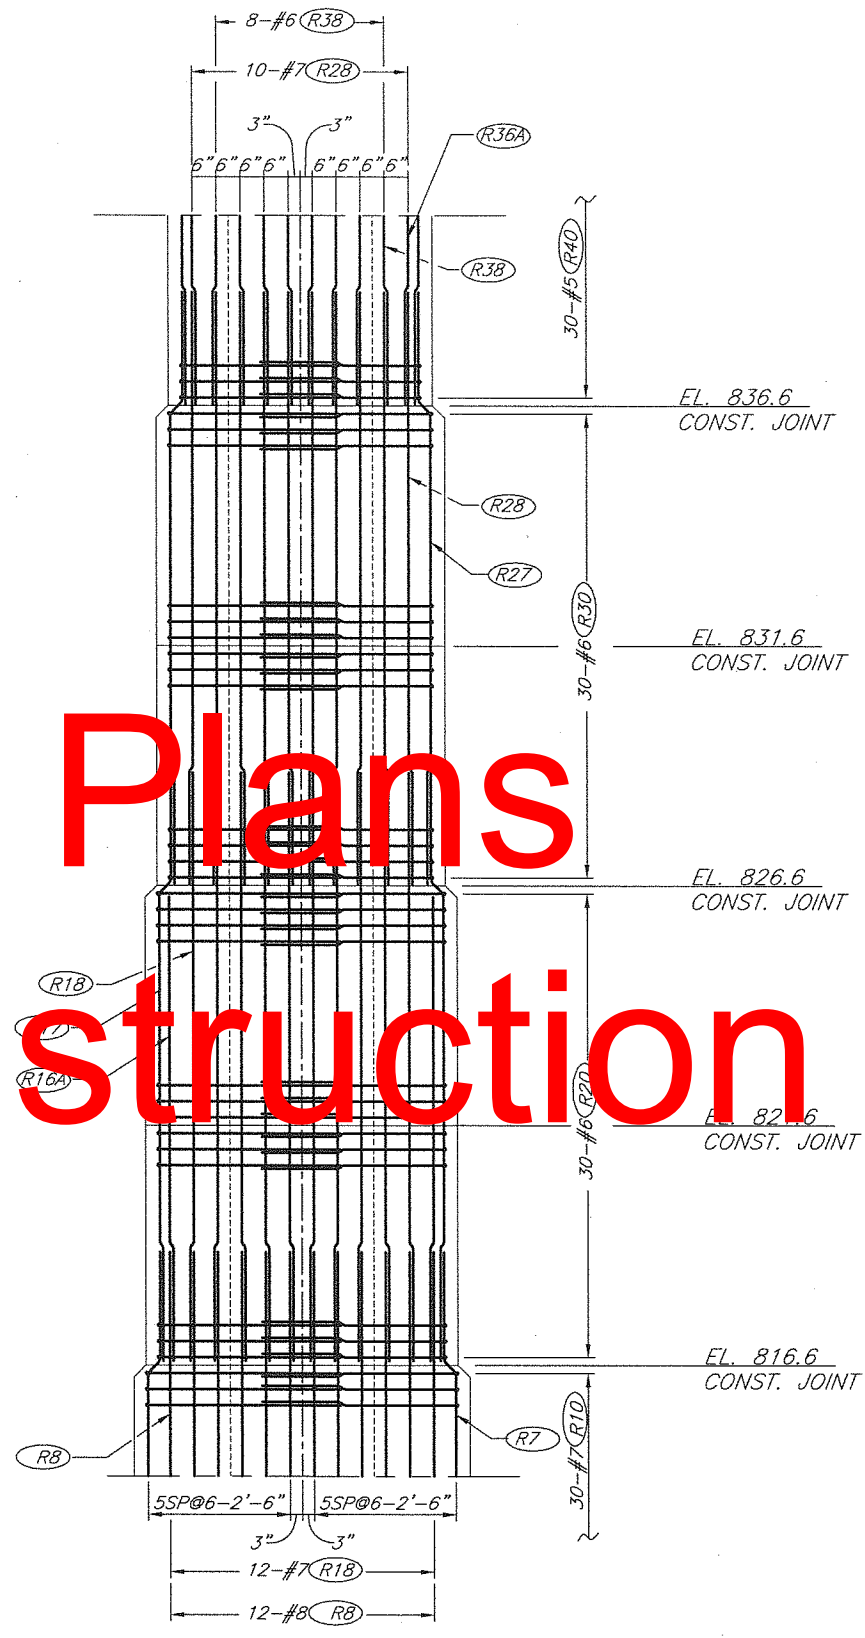 8-#6 R38
10-#7 R28
3" 3"
R36A
6" 6" 6" 6" 6" 6" 6" 6"
R38
30-#5 R40
EL. 836.6
CONST. JOINT
R28
R27
30-#6 R30
EL. 831.6
CONST. JOINT
Plans
EL. 826.6
CONST. JOINT
R18
R16A
struction
30-#6 R20
EL. 821.6
CONST. JOINT
EL. 816.6
CONST. JOINT
R8
R7
30-#7 R10
5SP@6-2'-6" 5SP@6-2'-6"
3" 3"
12-#7 R18
12-#8 R8